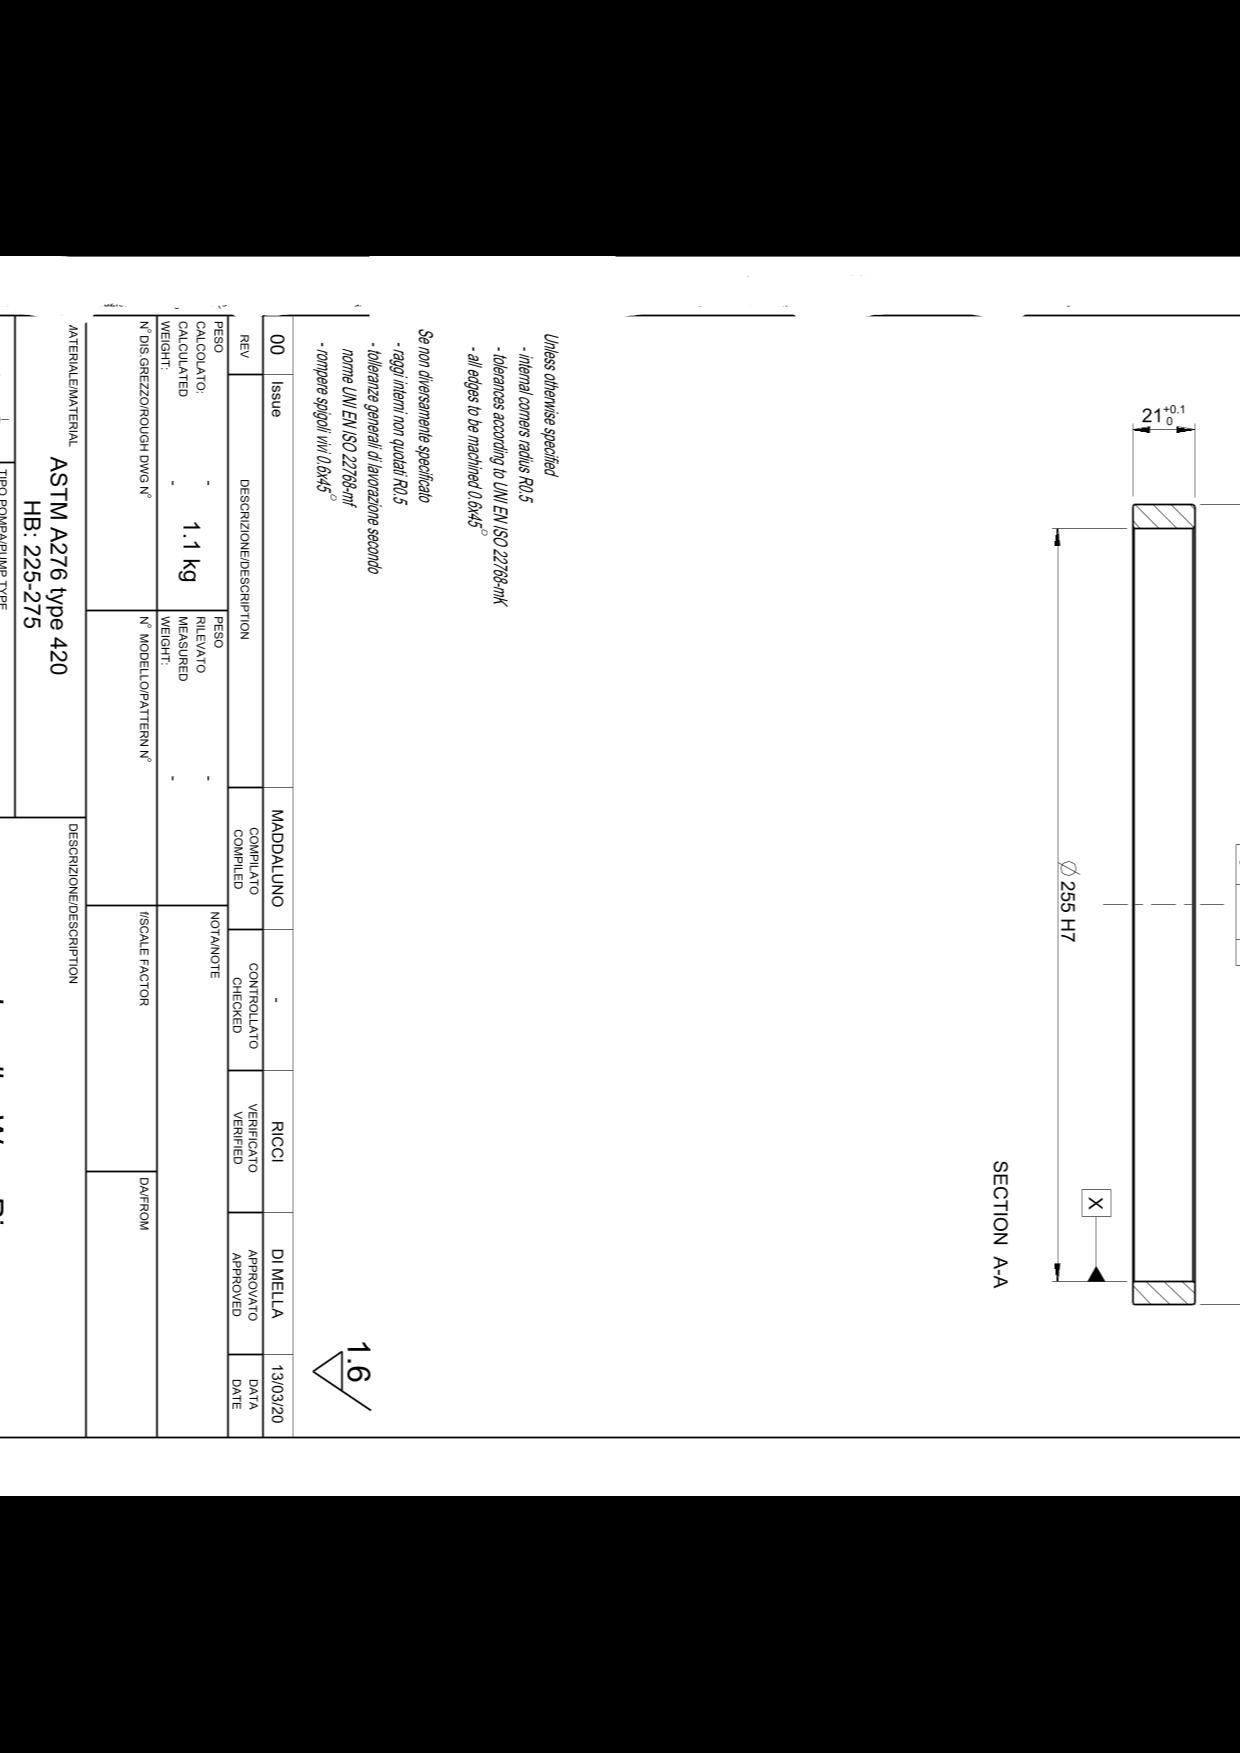 21 +0.1 0
Ø 255 H7
X
SECTION A-A
Unless otherwise specified
- internal corners radius R0.5
- tolerances according to UNI EN ISO 22768-mK
- all edges to be machined 0.6x45°
Se non diversamente specificato
- raggi interni non quotati R0.5
- tolleranze generali di lavorazione secondo
norme UNI EN ISO 22768-mf
- rompere spigoli vivi 0.6x45°
1.6
00 Issue MADDALUNO - RICCI DI MELLA 13/03/20
REV DESCRIZIONE/DESCRIPTION COMPILATO COMPILED CONTROLLATO CHECKED VERIFICATO VERIFIED APPROVATO APPROVED DATA DATE
PESO
CALCOLATO: -
CALCULATED
WEIGHT: -
1.1 kg
PESO
RILEVATO -
MEASURED
WEIGHT: -
NOTA/NOTE
N° DIS.GREZZO/ROUGH DWG N° N° MODELLO/PATTERN N° f/SCALE FACTOR DA/FROM
MATERIALE/MATERIAL
ASTM A276 type 420
HB: 225-275
DESCRIZIONE/DESCRIPTION
TIPO POMPA/PUMP TYPE